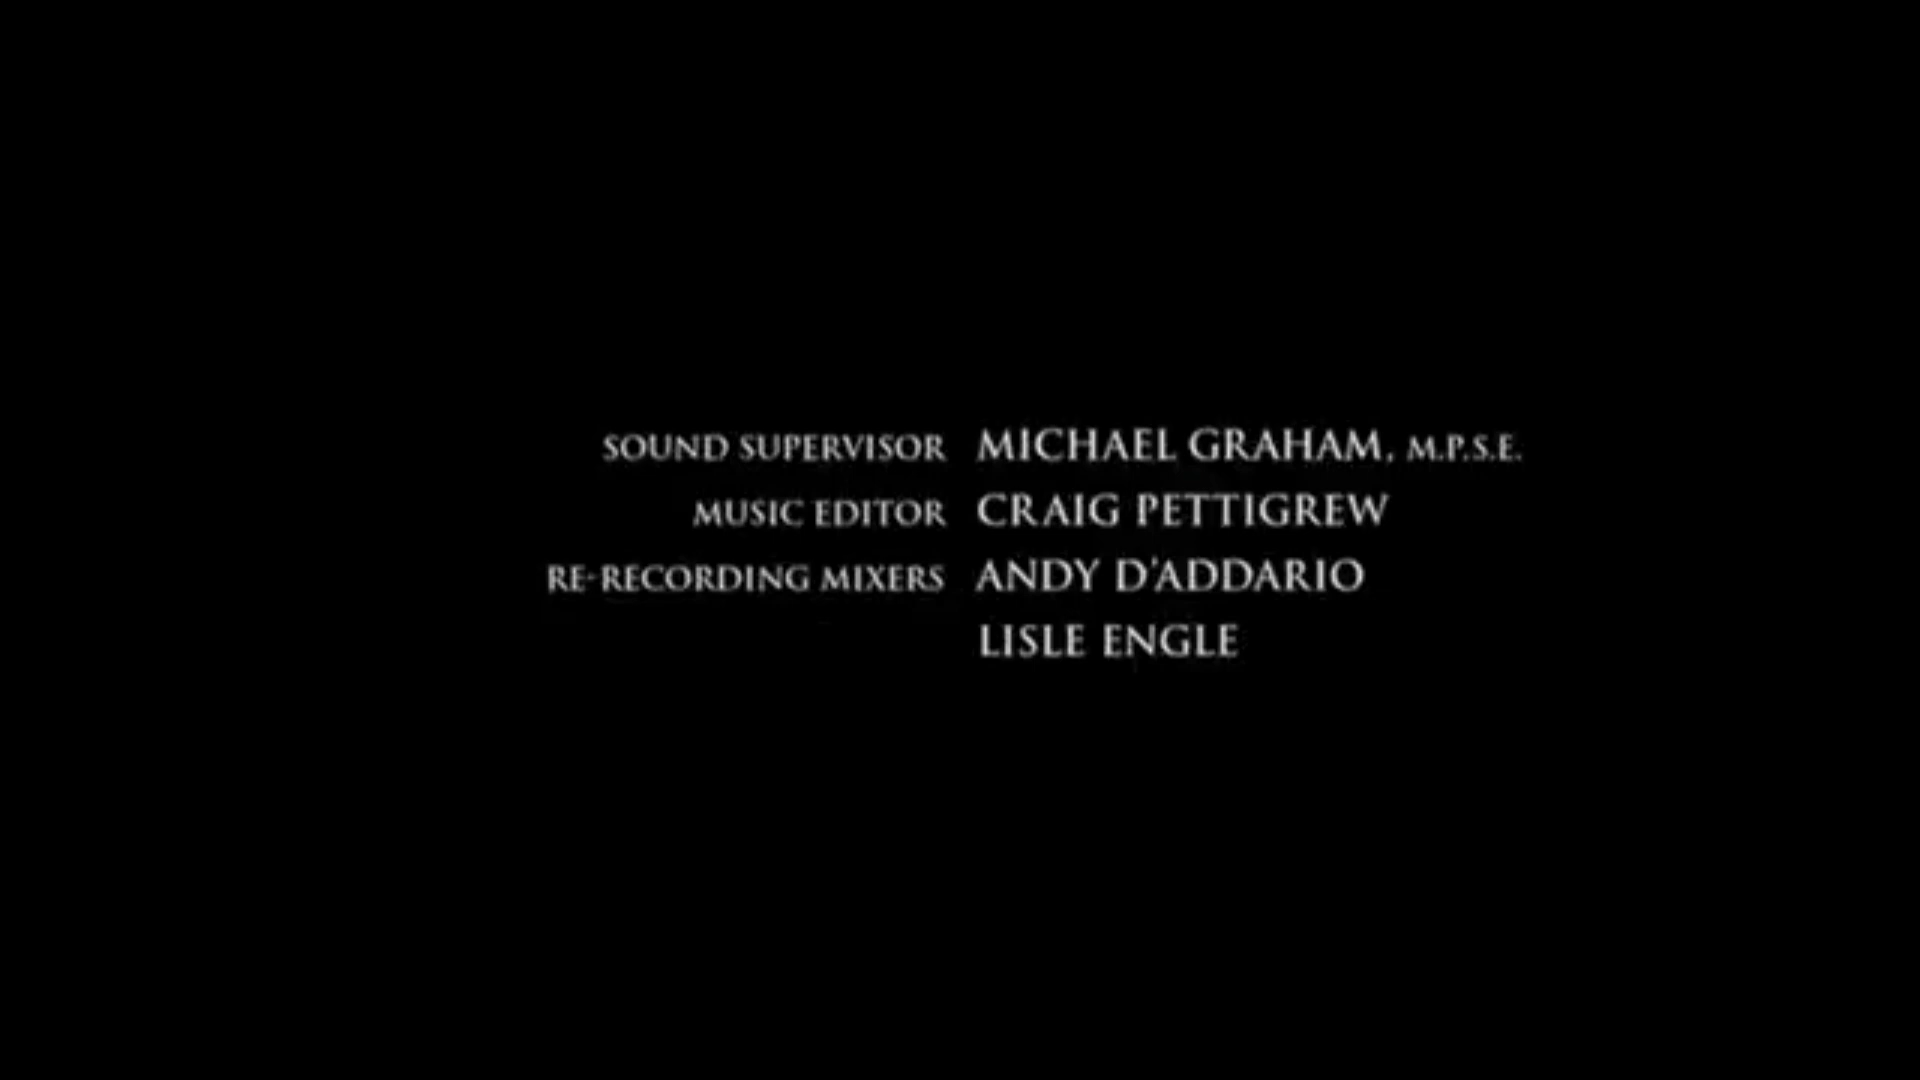 SOUND SUPERVISOR MICHAEL GRAHAM, M.P.S.E.
MUSIC EDITOR CRAIG PETTIGREW
RE-RECORDING MIXERS ANDY D'ADDARIO
LISLE ENGLE